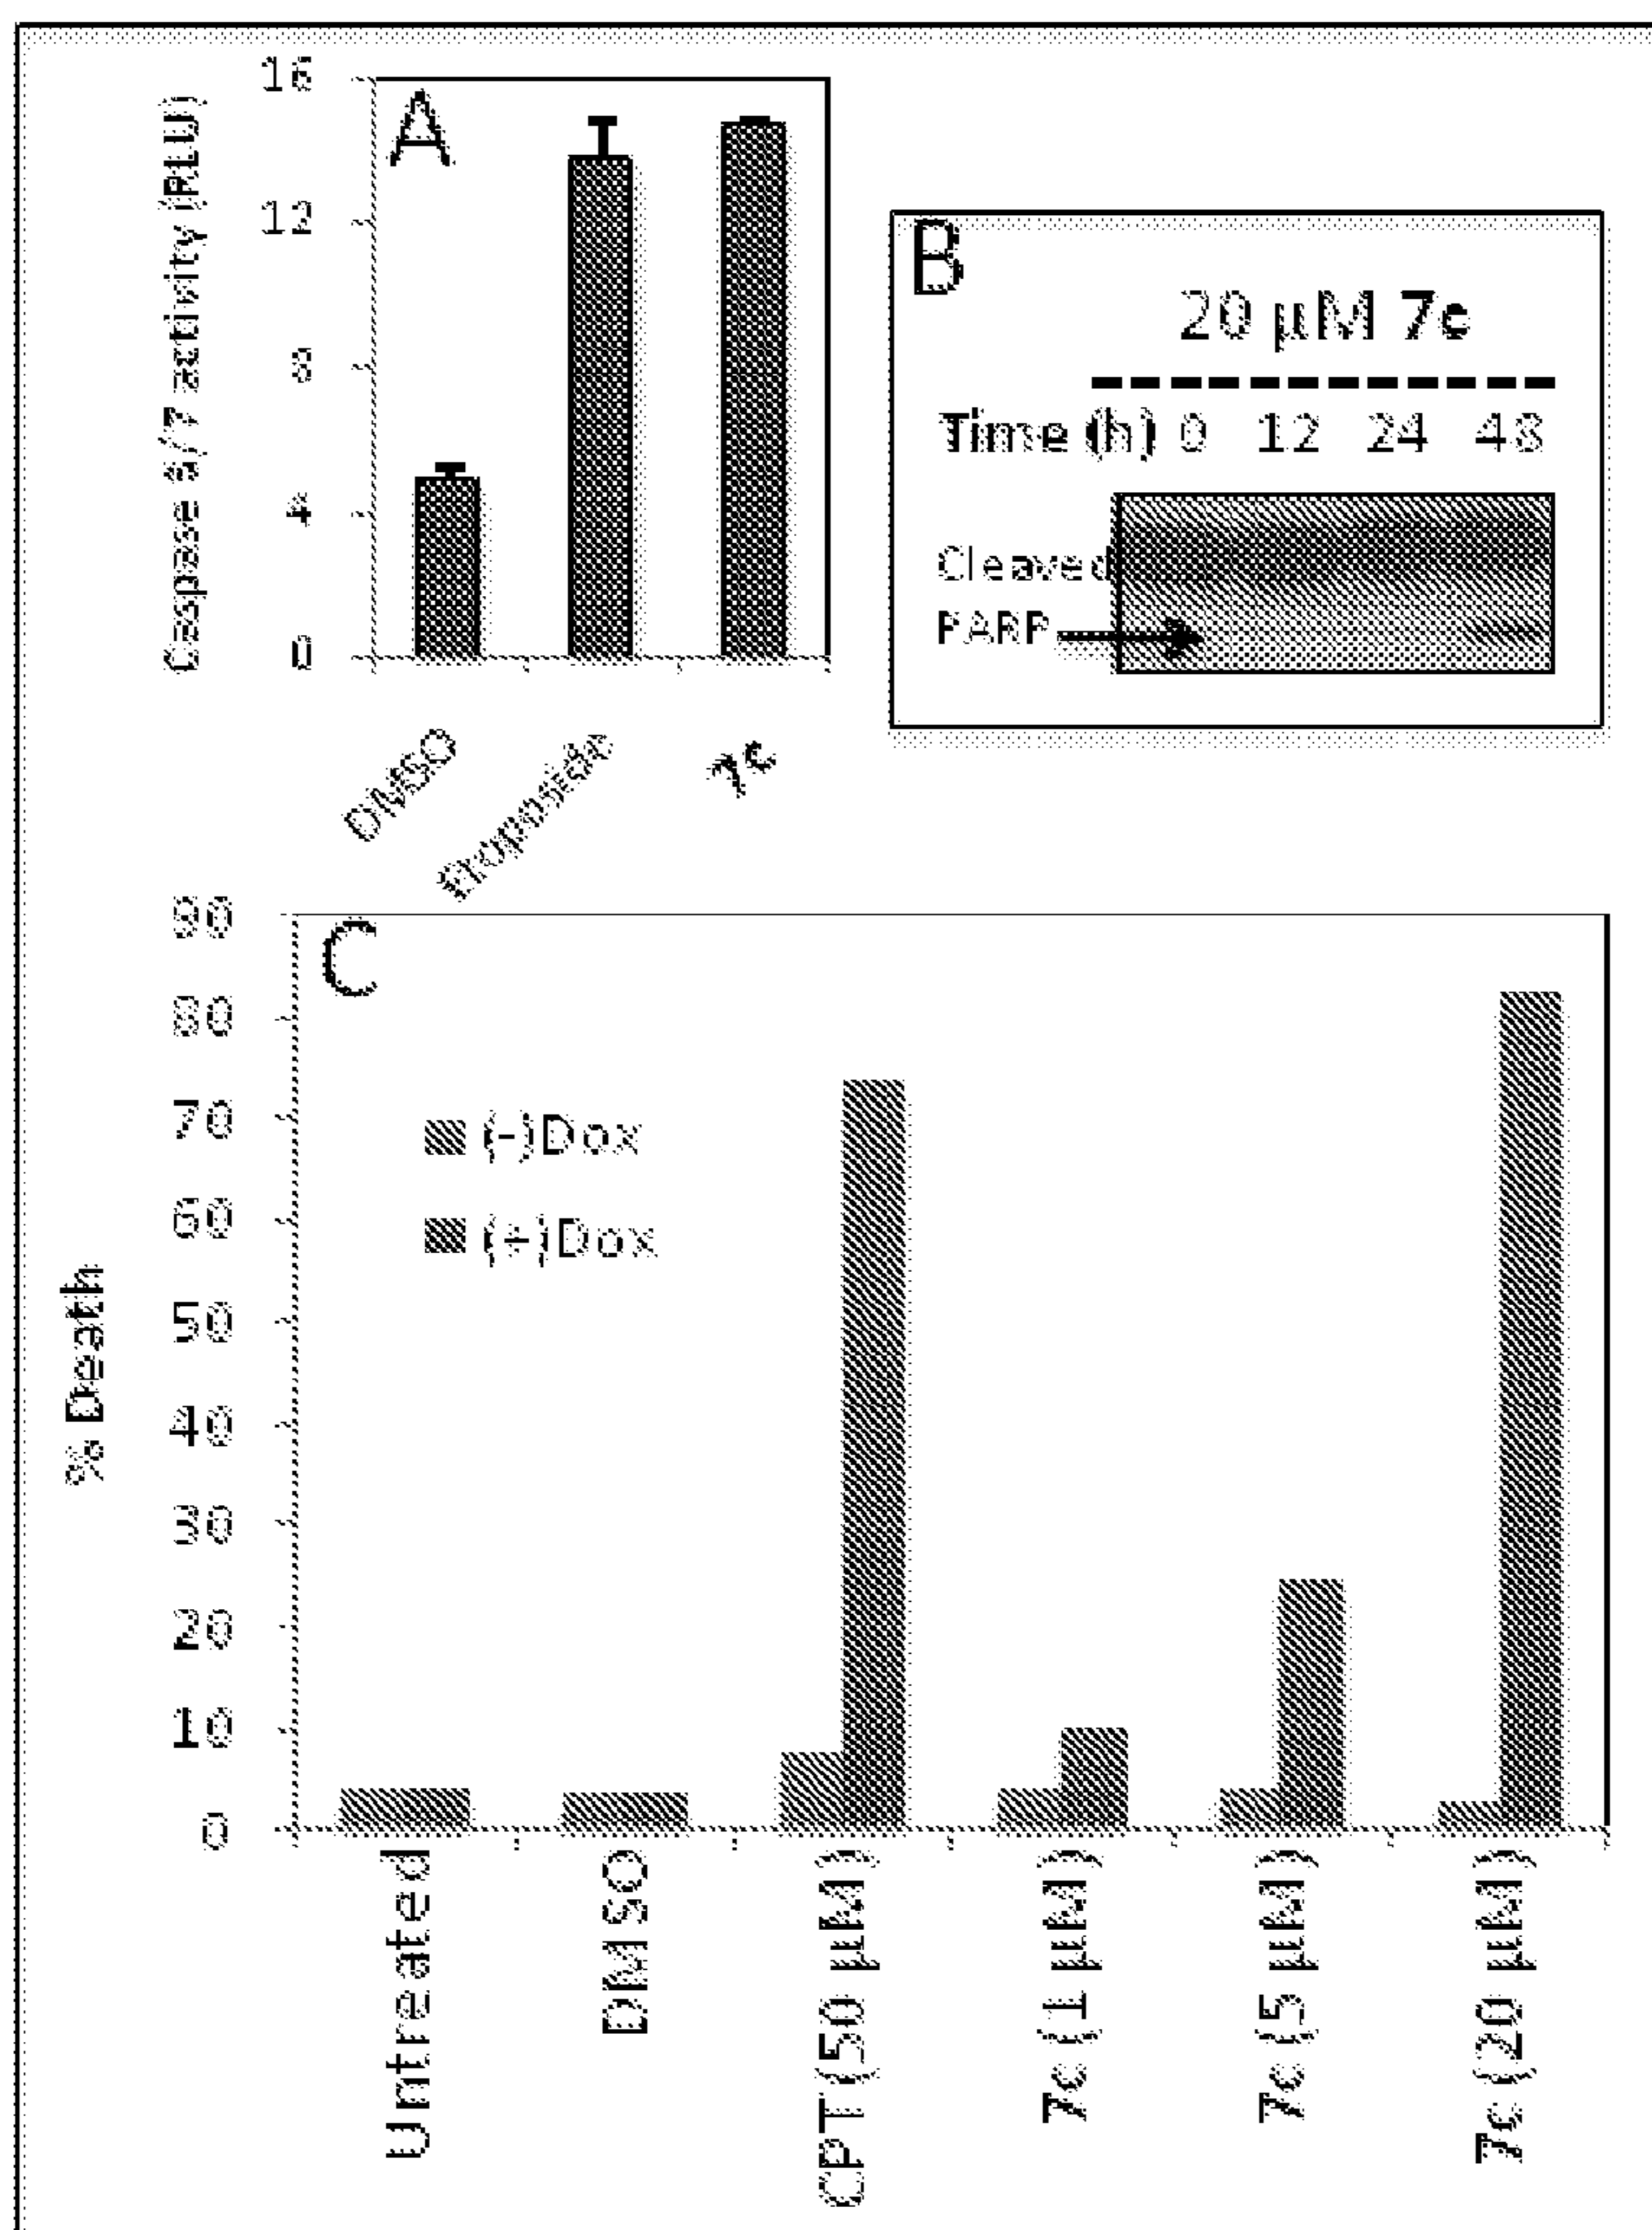 A
Caspase 3/7 activity (RLU)
16
12
8
4
0
DMSO
Etoposide
7c
B
20 µM 7c
Time (h) 0 12 24 48
Cleaved
PARP
C
% Death
90
80
70
60
50
40
30
20
10
0
(-)Dox
(+)Dox
Untreated
DMSO
CPT (50 µM)
7c (1 µM)
7c (5 µM)
7c (20 µM)